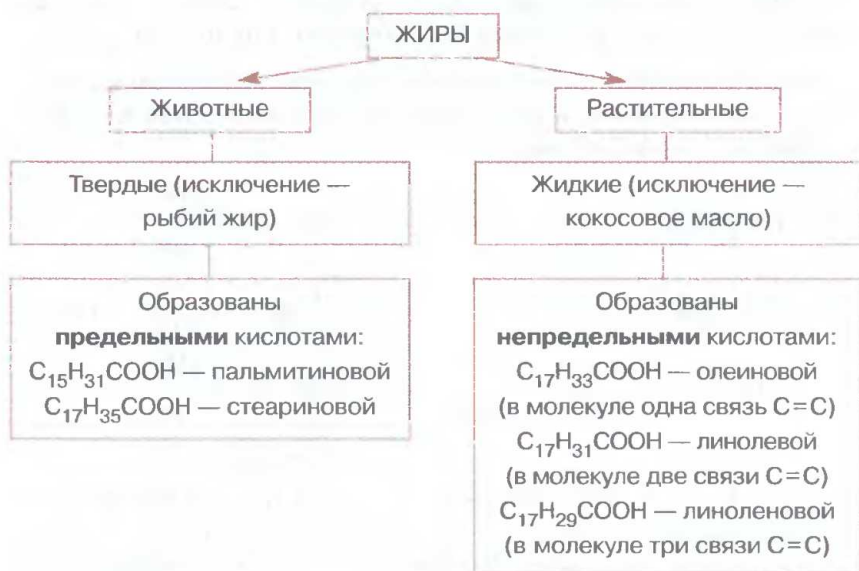 ЖИРЫ
Животные
Растительные
Твердые (исключение —
рыбий жир)
Жидкие (исключение —
кокосовое масло)
Образованы
предельными кислотами:
C₁₅H₃₁COOH — пальмитиновой
C₁₇H₃₅COOH — стеариновой
Образованы
непредельными кислотами:
C₁₇H₃₃COOH — олеиновой
(в молекуле одна связь C=C)
C₁₇H₃₁COOH — линолевой
(в молекуле две связи C=C)
C₁₇H₂₉COOH — линоленовой
(в молекуле три связи C=C)